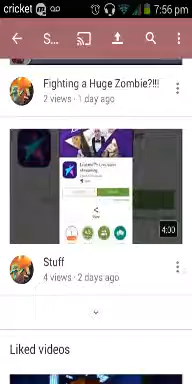 cricket 7:56 pm
S...
Fighting a Huge Zombie?!!!
2 views · 1 day ago
4:00
Stuff
4 views · 2 days ago
Liked videos